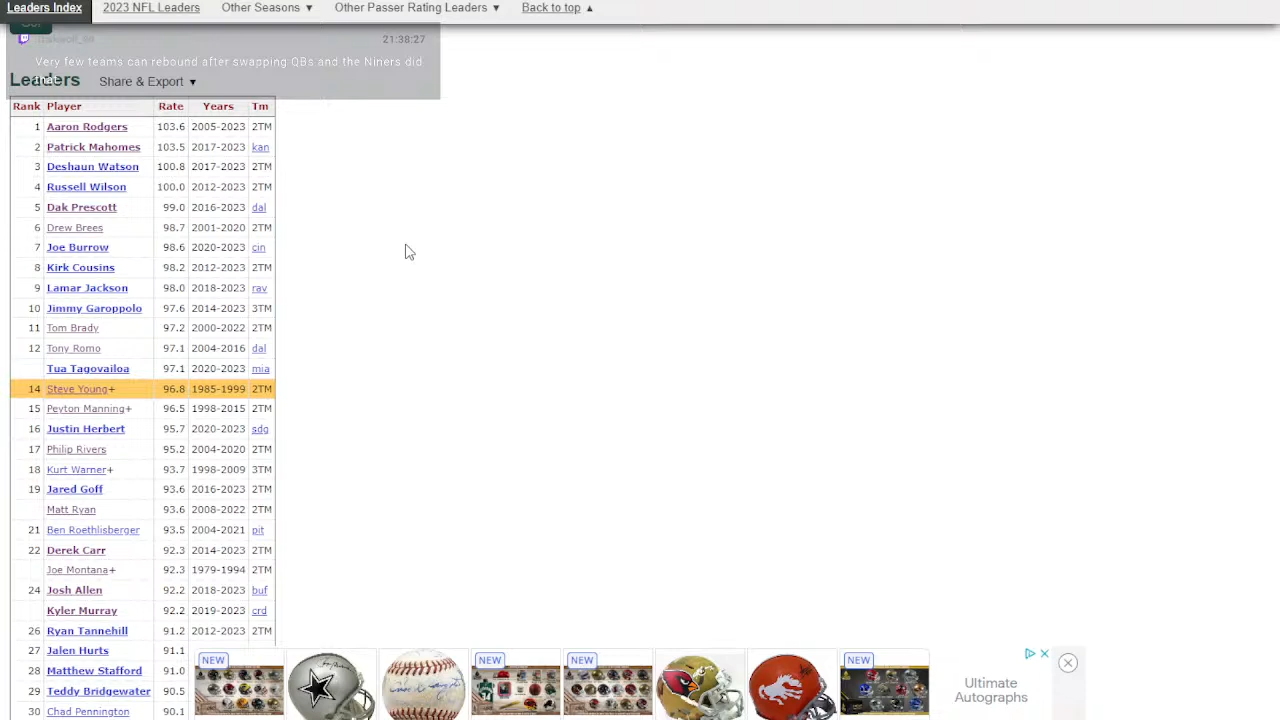 Leaders Index 2023 NFL Leaders Other Seasons ▼ Other Passer Rating Leaders ▼ Back to top ▲
21:38:27
Very few teams can rebound after swapping QBs and the Niners did
Leaders Share & Export ▼
Rank Player Rate Years Tm
1 Aaron Rodgers 103.6 2005-2023 2TM
2 Patrick Mahomes 103.5 2017-2023 kan
3 Deshaun Watson 100.8 2017-2023 2TM
4 Russell Wilson 100.0 2012-2023 2TM
5 Dak Prescott 99.0 2016-2023 dal
6 Drew Brees 98.7 2001-2020 2TM
7 Joe Burrow 98.6 2020-2023 cin
8 Kirk Cousins 98.2 2012-2023 2TM
9 Lamar Jackson 98.0 2018-2023 rav
10 Jimmy Garoppolo 97.6 2014-2023 3TM
11 Tom Brady 97.2 2000-2022 2TM
12 Tony Romo 97.1 2004-2016 dal
Tua Tagovailoa 97.1 2020-2023 mia
14 Steve Young+ 96.8 1985-1999 2TM
15 Peyton Manning+ 96.5 1998-2015 2TM
16 Justin Herbert 95.7 2020-2023 sdg
17 Philip Rivers 95.2 2004-2020 2TM
18 Kurt Warner+ 93.7 1998-2009 3TM
19 Jared Goff 93.6 2016-2023 2TM
Matt Ryan 93.6 2008-2022 2TM
21 Ben Roethlisberger 93.5 2004-2021 pit
22 Derek Carr 92.3 2014-2023 2TM
Joe Montana+ 92.3 1979-1994 2TM
24 Josh Allen 92.2 2018-2023 buf
Kyler Murray 92.2 2019-2023 crd
26 Ryan Tannehill 91.2 2012-2023 2TM
27 Jalen Hurts 91.1
28 Matthew Stafford 91.0
29 Teddy Bridgewater 90.5
30 Chad Pennington 90.1
NEW NEW NEW NEW
Ultimate
Autographs